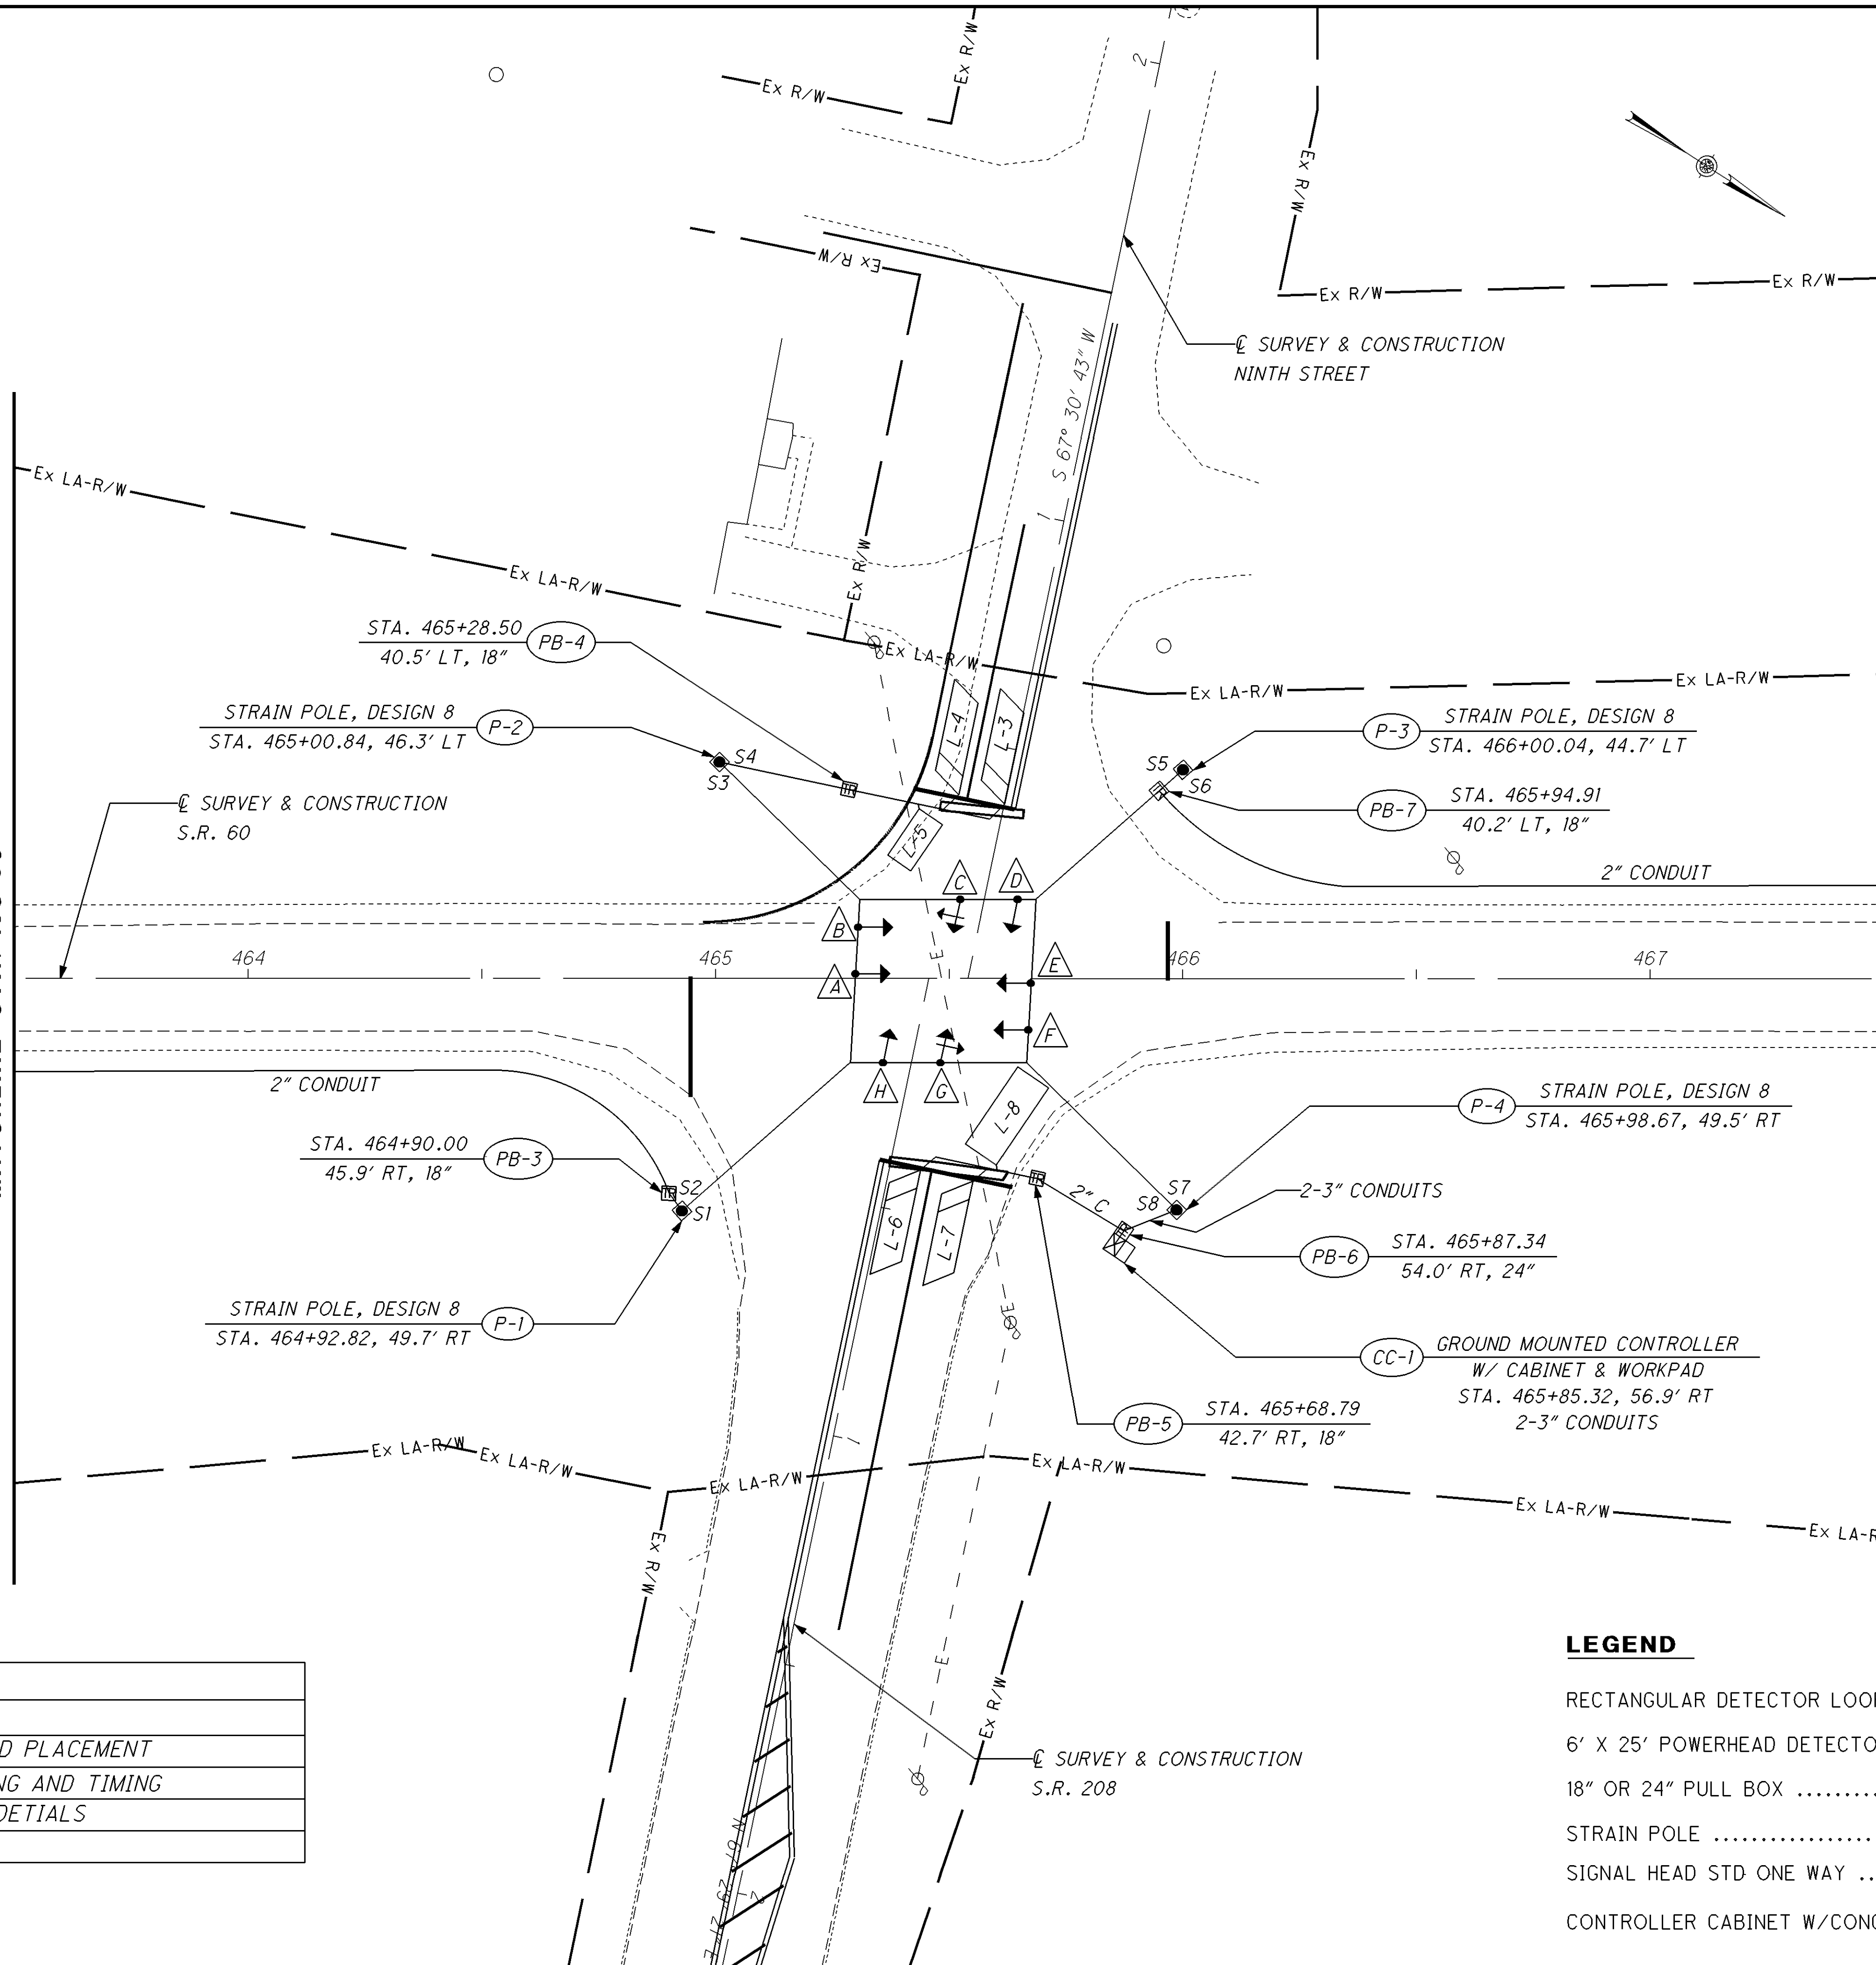 Ex R/W
Ex R/W
2
Ex R/W
Ex R/W
Ex R/W
Ex R/W
℄ SURVEY & CONSTRUCTION
NINTH STREET
S 67° 30' 43" W
1
Ex LA-R/W
Ex LA-R/W
Ex R/W
Ex LA-R/W
Ex LA-R/W
Ex LA-R/W
STA. 465+28.50
40.5' LT, 18"
PB-4
STRAIN POLE, DESIGN 8
STA. 465+00.84, 46.3' LT
P-2
S4
S3
L-4
L-3
L-5
P-3
STRAIN POLE, DESIGN 8
STA. 466+00.04, 44.7' LT
S5
S6
PB-7
STA. 465+94.91
40.2' LT, 18"
℄ SURVEY & CONSTRUCTION
S.R. 60
2" CONDUIT
C
D
B
A
E
E
F
H
G
464
465
466
467
2" CONDUIT
STA. 464+90.00
45.9' RT, 18"
PB-3
S2
S1
L-8
L-6
L-7
P-4
STRAIN POLE, DESIGN 8
STA. 465+98.67, 49.5' RT
S7
S8
2-3" CONDUITS
2" C
PB-6
STA. 465+87.34
54.0' RT, 24"
STRAIN POLE, DESIGN 8
STA. 464+92.82, 49.7' RT
P-1
E
CC-1
GROUND MOUNTED CONTROLLER
W/ CABINET & WORKPAD
STA. 465+85.32, 56.9' RT
2-3" CONDUITS
PB-5
STA. 465+68.79
42.7' RT, 18"
1
Ex LA-R/W
Ex LA-R/W
Ex LA-R/W
Ex LA-R/W
Ex LA-R/W
Ex LA-R
Ex R/W
E
Ex R/W
℄ SURVEY & CONSTRUCTION
S.R. 208
2
D PLACEMENT
NG AND TIMING
DETIALS
LEGEND
RECTANGULAR DETECTOR LOO
6' X 25' POWERHEAD DETECTO
18" OR 24" PULL BOX .........
STRAIN POLE .................
SIGNAL HEAD STD ONE WAY ..
CONTROLLER CABINET W/CON